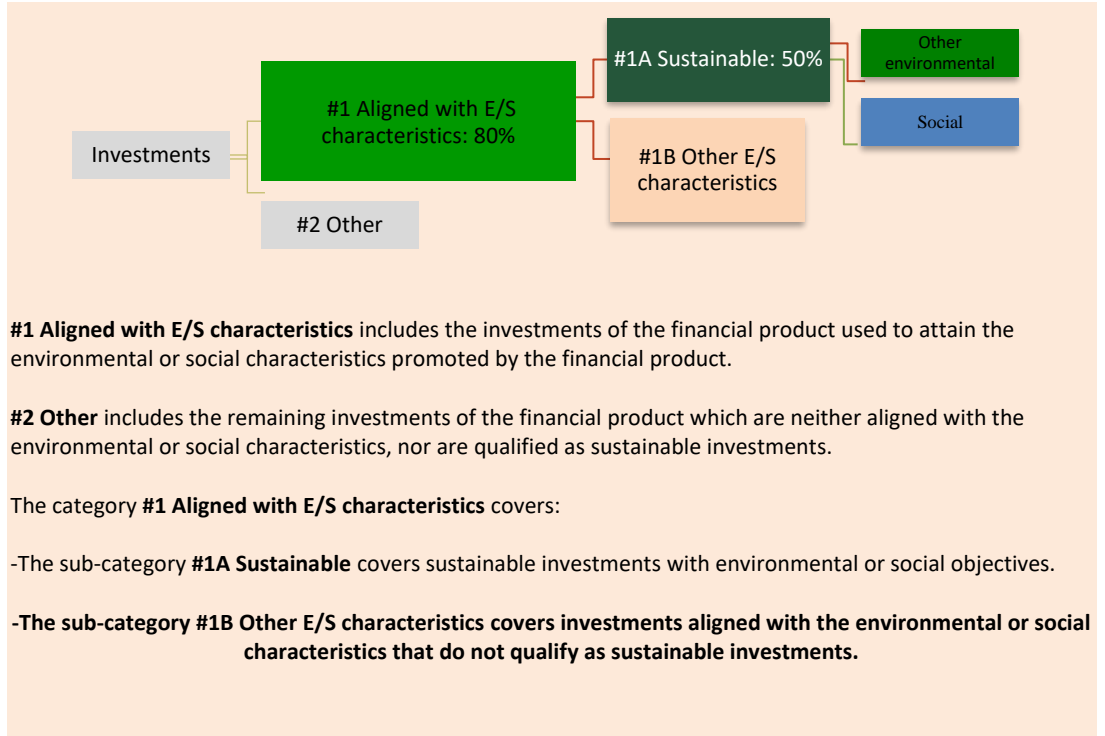 Investments
#1 Aligned with E/S
characteristics: 80%
#2 Other
#1A Sustainable: 50%
#1B Other E/S
characteristics
Other
environmental
Social
#1 Aligned with E/S characteristics includes the investments of the financial product used to attain the
environmental or social characteristics promoted by the financial product.
#2 Other includes the remaining investments of the financial product which are neither aligned with the
environmental or social characteristics, nor are qualified as sustainable investments.
The category #1 Aligned with E/S characteristics covers:
-The sub-category #1A Sustainable covers sustainable investments with environmental or social objectives.
-The sub-category #1B Other E/S characteristics covers investments aligned with the environmental or social
characteristics that do not qualify as sustainable investments.